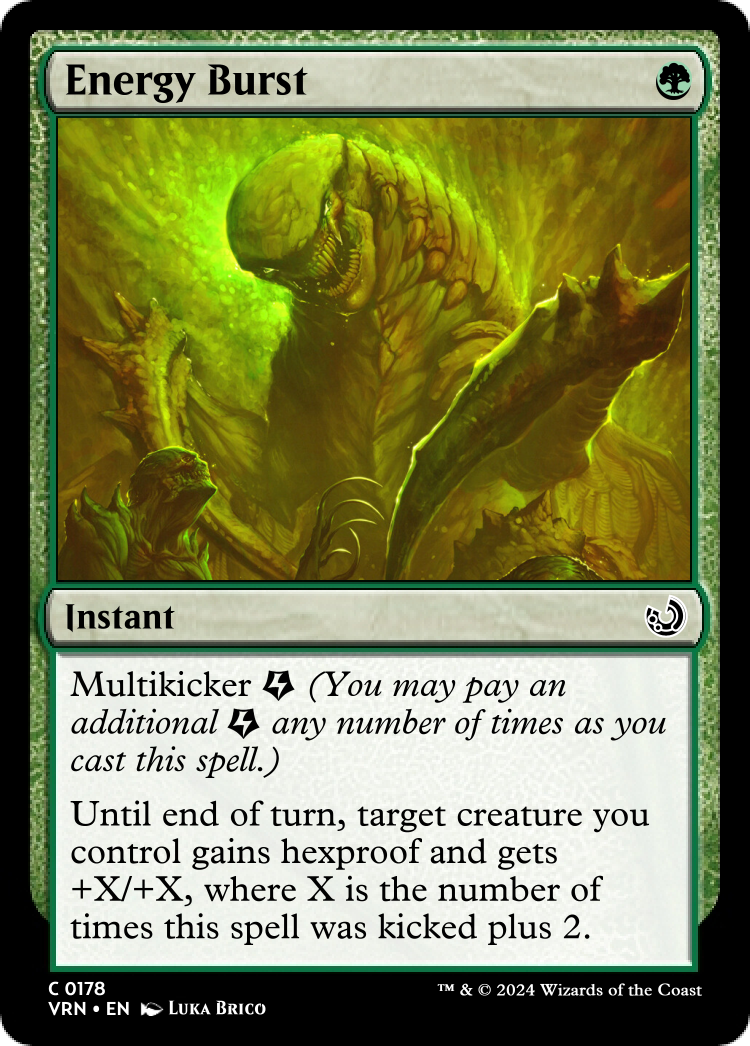 Energy Burst
Instant
Multikicker (You may pay an
additional any number of times as you
cast this spell.)
Until end of turn, target creature you
control gains hexproof and gets
+X/+X, where X is the number of
times this spell was kicked plus 2.
C 0178
™ & © 2024 Wizards of the Coast
VRN • EN Luka Brico